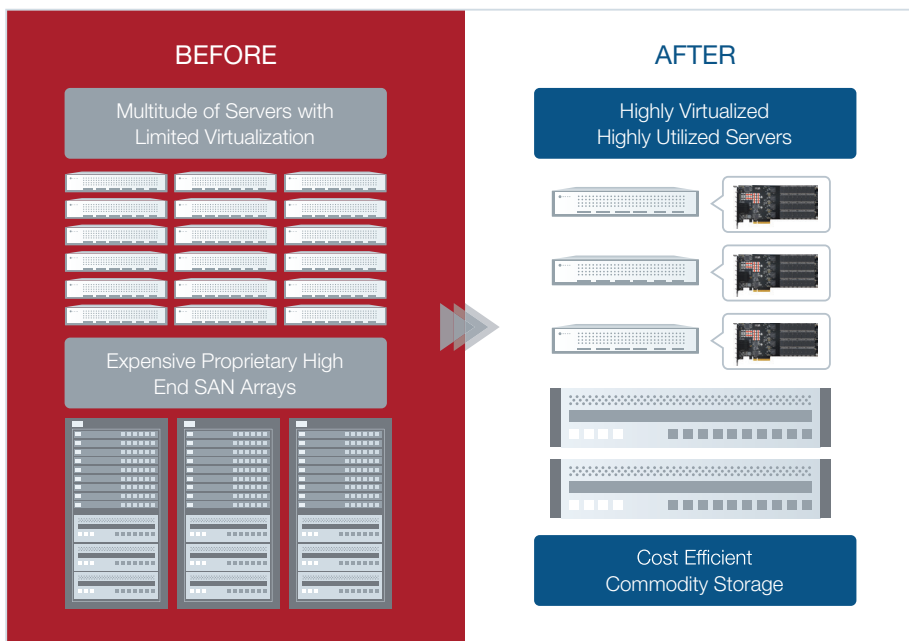 BEFORE
Multitude of Servers with
Limited Virtualization
Expensive Proprietary High
End SAN Arrays
AFTER
Highly Virtualized
Highly Utilized Servers
Cost Efficient
Commodity Storage